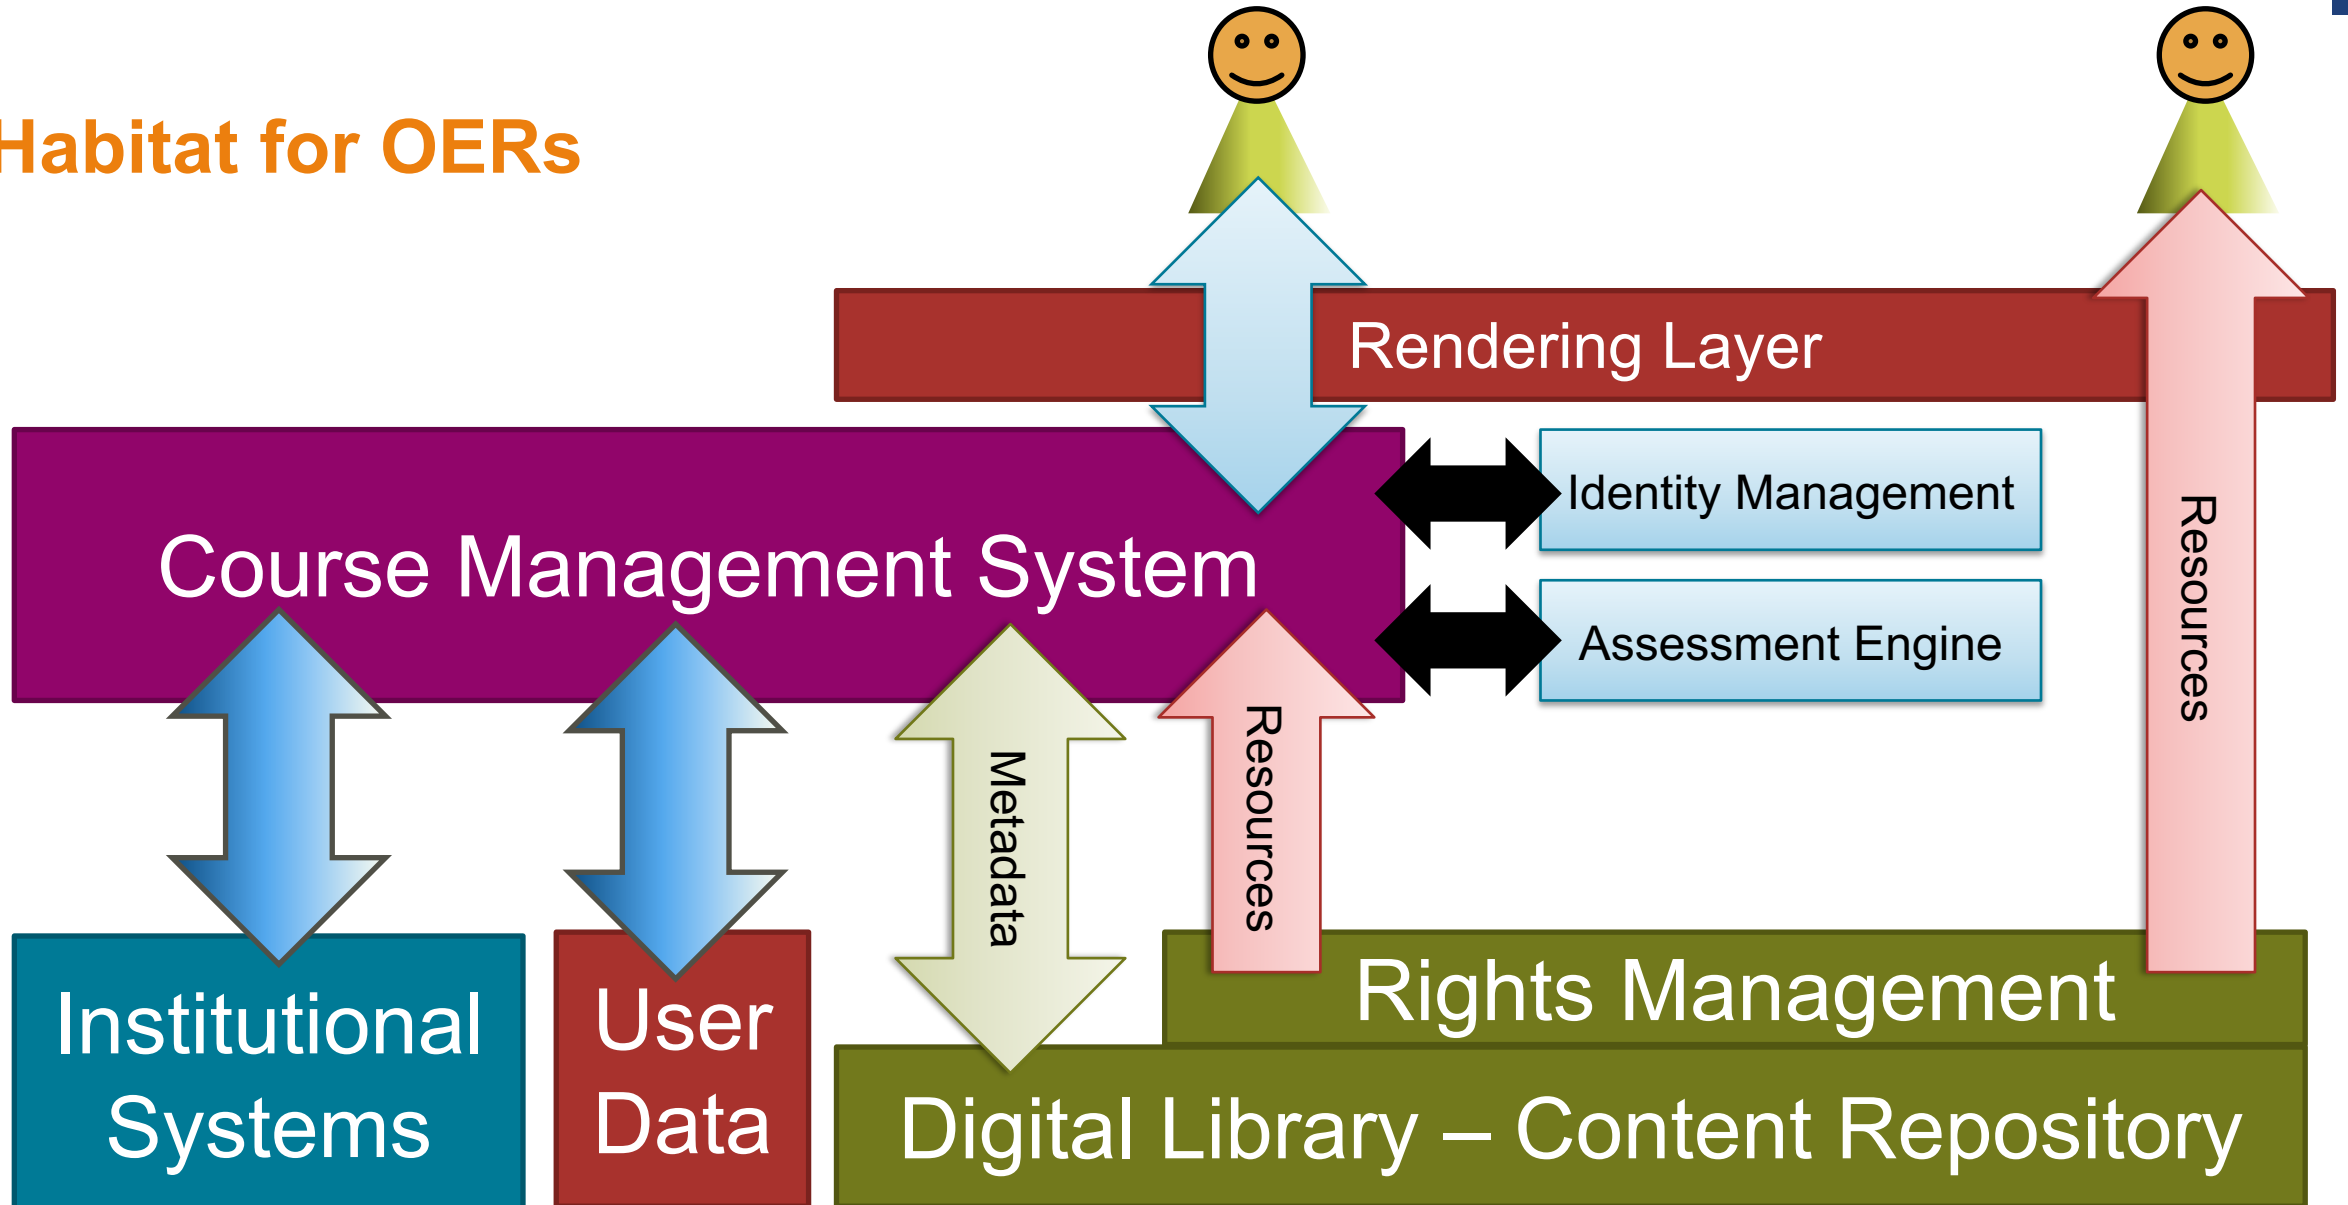 Habitat for OERs
Rendering Layer
Identity Management
Course Management System
Assessment Engine
Resources
Metadata
Resources
Institutional
Systems
User
Data
Rights Management
Digital Library – Content Repository